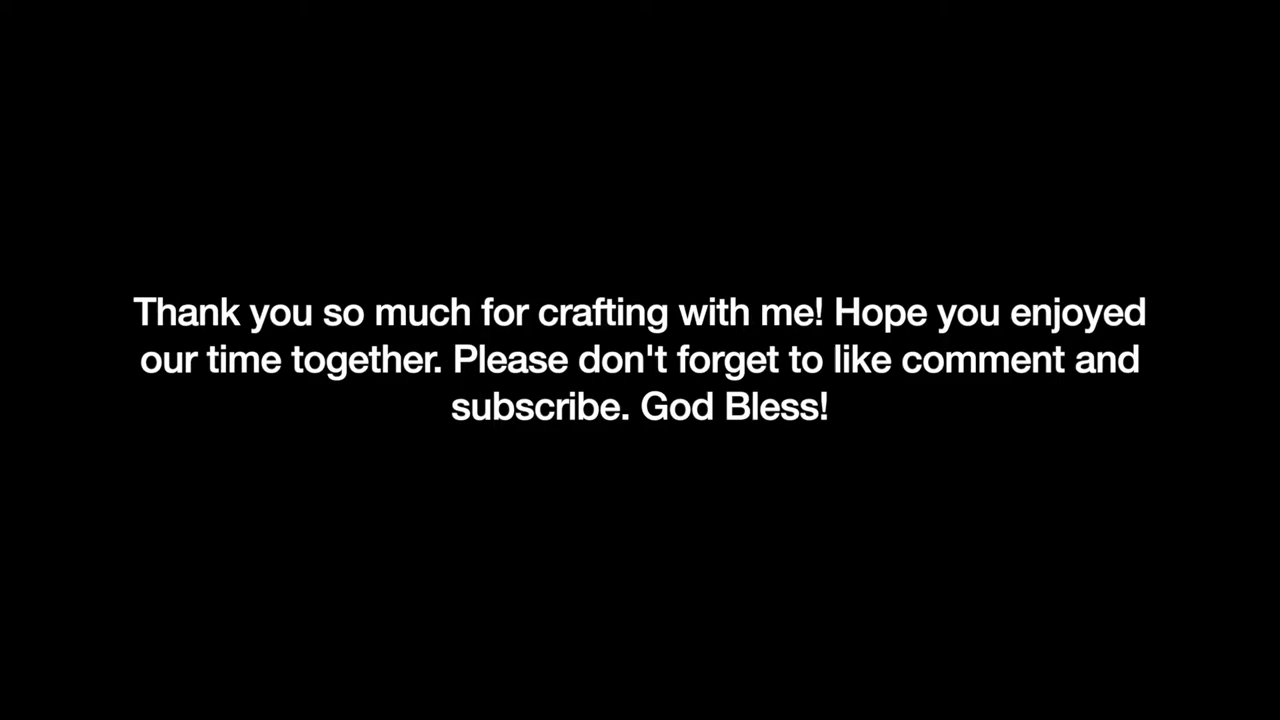 Thank you so much for crafting with me! Hope you enjoyed
our time together. Please don't forget to like comment and
subscribe. God Bless!